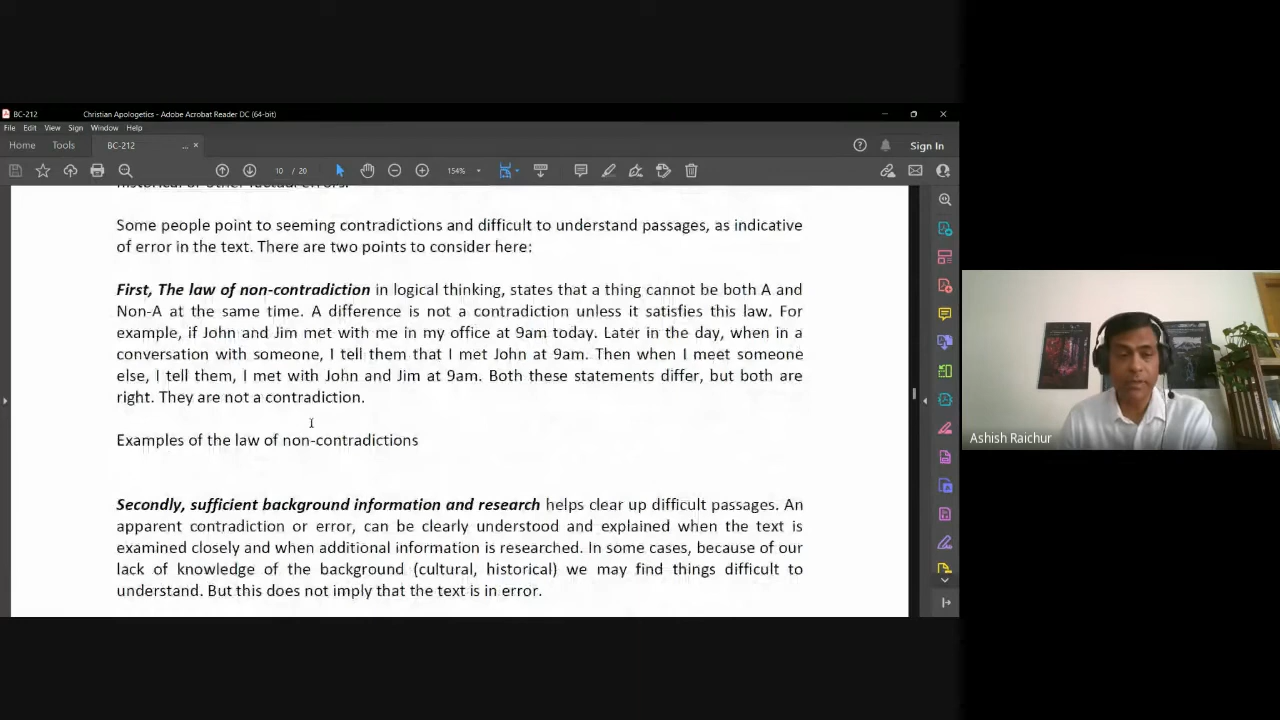 BC-212 Christian Apologetics - Adobe Acrobat Reader DC (64-bit)
File Edit View Sign Window Help
Home Tools BC-212 ... × Sign In
10 / 20 154%
historical or other factual errors.
Some people point to seeming contradictions and difficult to understand passages, as indicative
of error in the text. There are two points to consider here:
First, The law of non-contradiction in logical thinking, states that a thing cannot be both A and
Non-A at the same time. A difference is not a contradiction unless it satisfies this law. For
example, if John and Jim met with me in my office at 9am today. Later in the day, when in a
conversation with someone, I tell them that I met John at 9am. Then when I meet someone
else, I tell them, I met with John and Jim at 9am. Both these statements differ, but both are
right. They are not a contradiction.
Examples of the law of non-contradictions
Secondly, sufficient background information and research helps clear up difficult passages. An
apparent contradiction or error, can be clearly understood and explained when the text is
examined closely and when additional information is researched. In some cases, because of our
lack of knowledge of the background (cultural, historical) we may find things difficult to
understand. But this does not imply that the text is in error.
Ashish Raichur